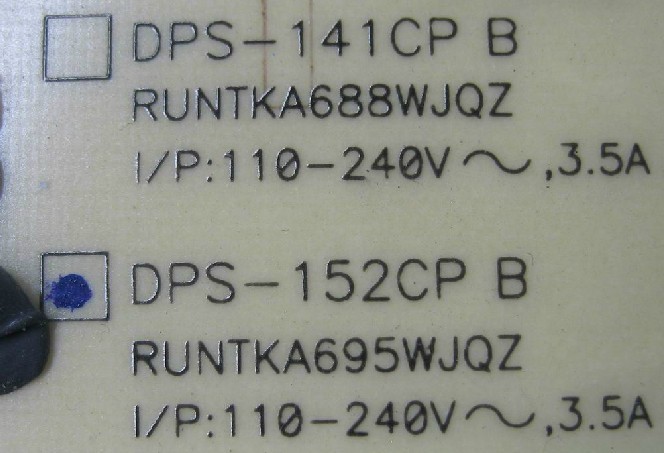 DPS-141CP B
RUNTKA688WJQZ
I/P:110-240V～,3.5A
DPS-152CP B
RUNTKA695WJQZ
I/P:110-240V～,3.5A